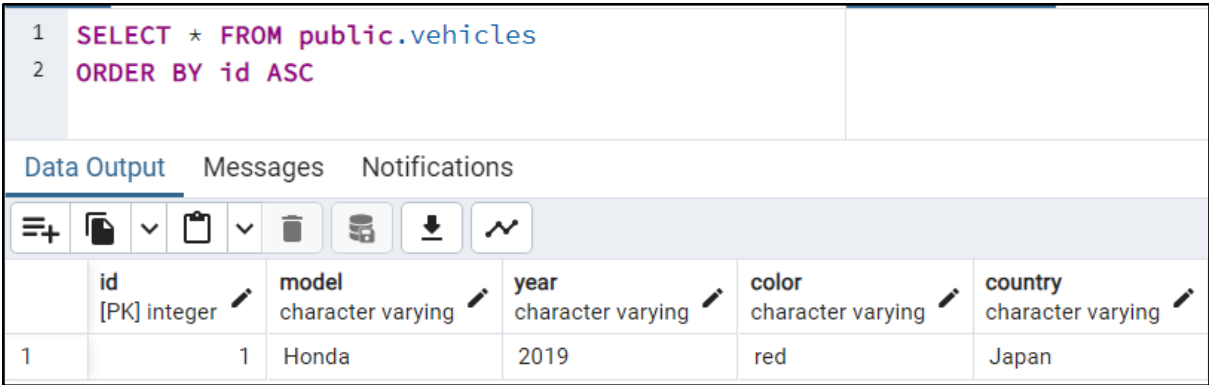 1 SELECT * FROM public.vehicles
2 ORDER BY id ASC
Data Output Messages Notifications
id model year color country
[PK] integer character varying character varying character varying character varying
1 1 Honda 2019 red Japan